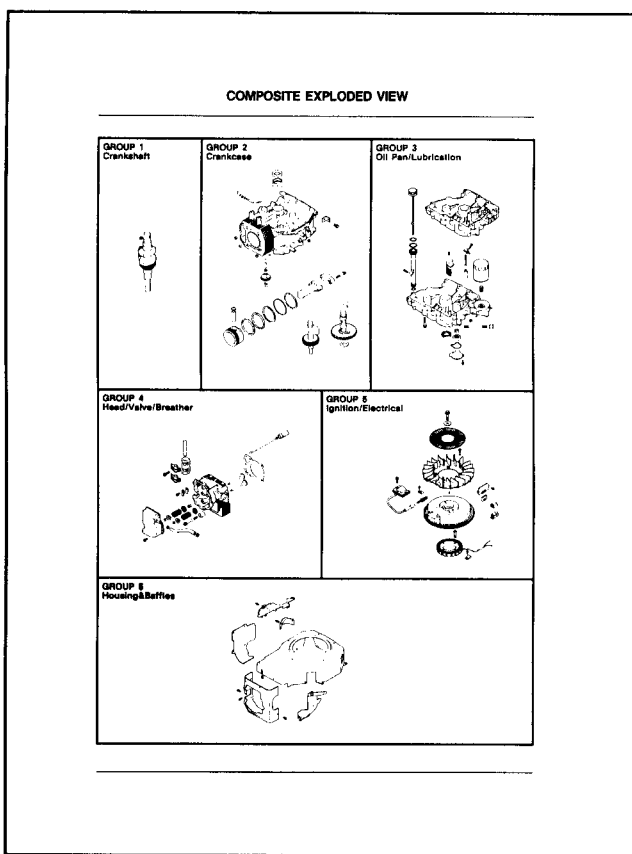 COMPOSITE EXPLODED VIEW
GROUP 1
Crankshaft
GROUP 2
Crankcase
GROUP 3
Oil Pan/Lubrication
GROUP 4
Head/Valve/Breather
GROUP 5
Ignition/Electrical
GROUP 6
Housing&Baffles